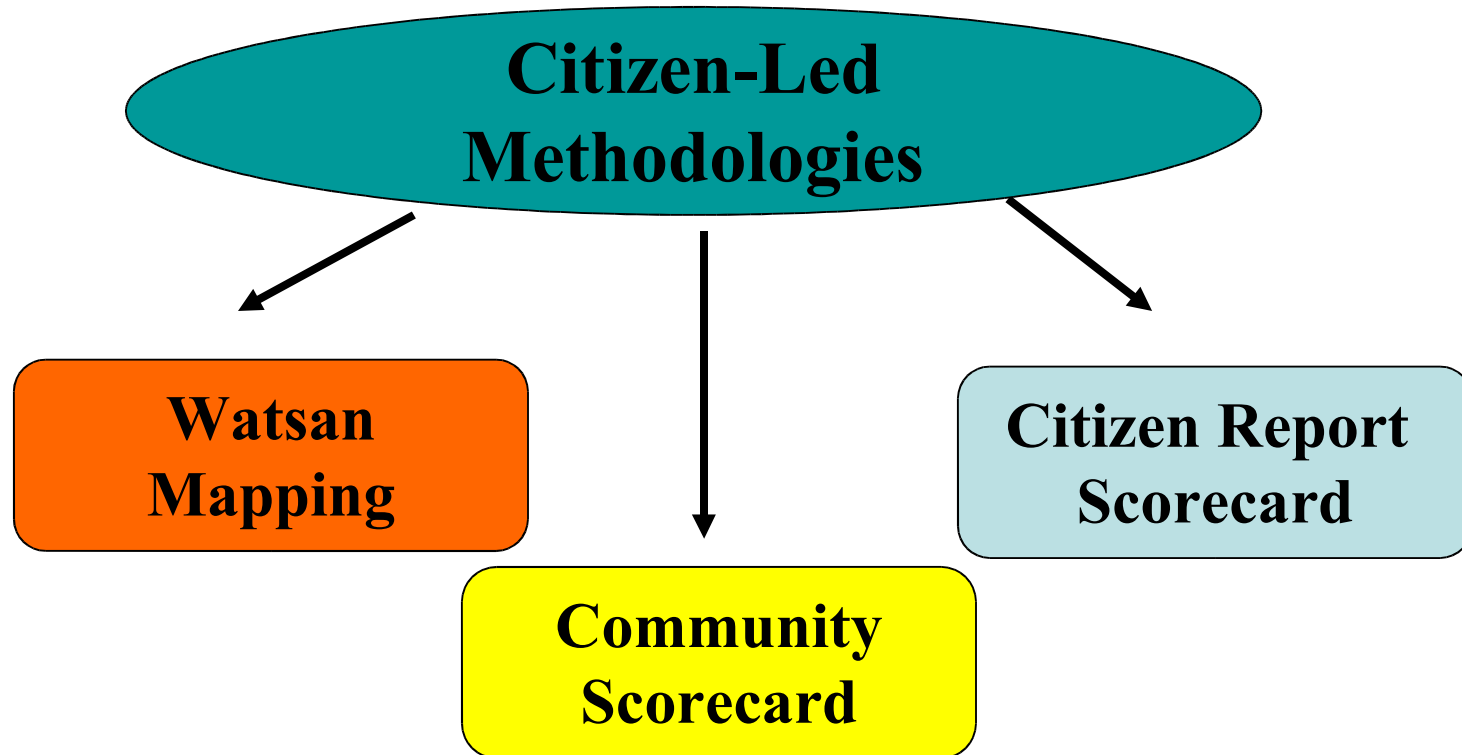 Citizen-Led
Methodologies
Watsan
Mapping
Citizen Report
Scorecard
Community
Scorecard